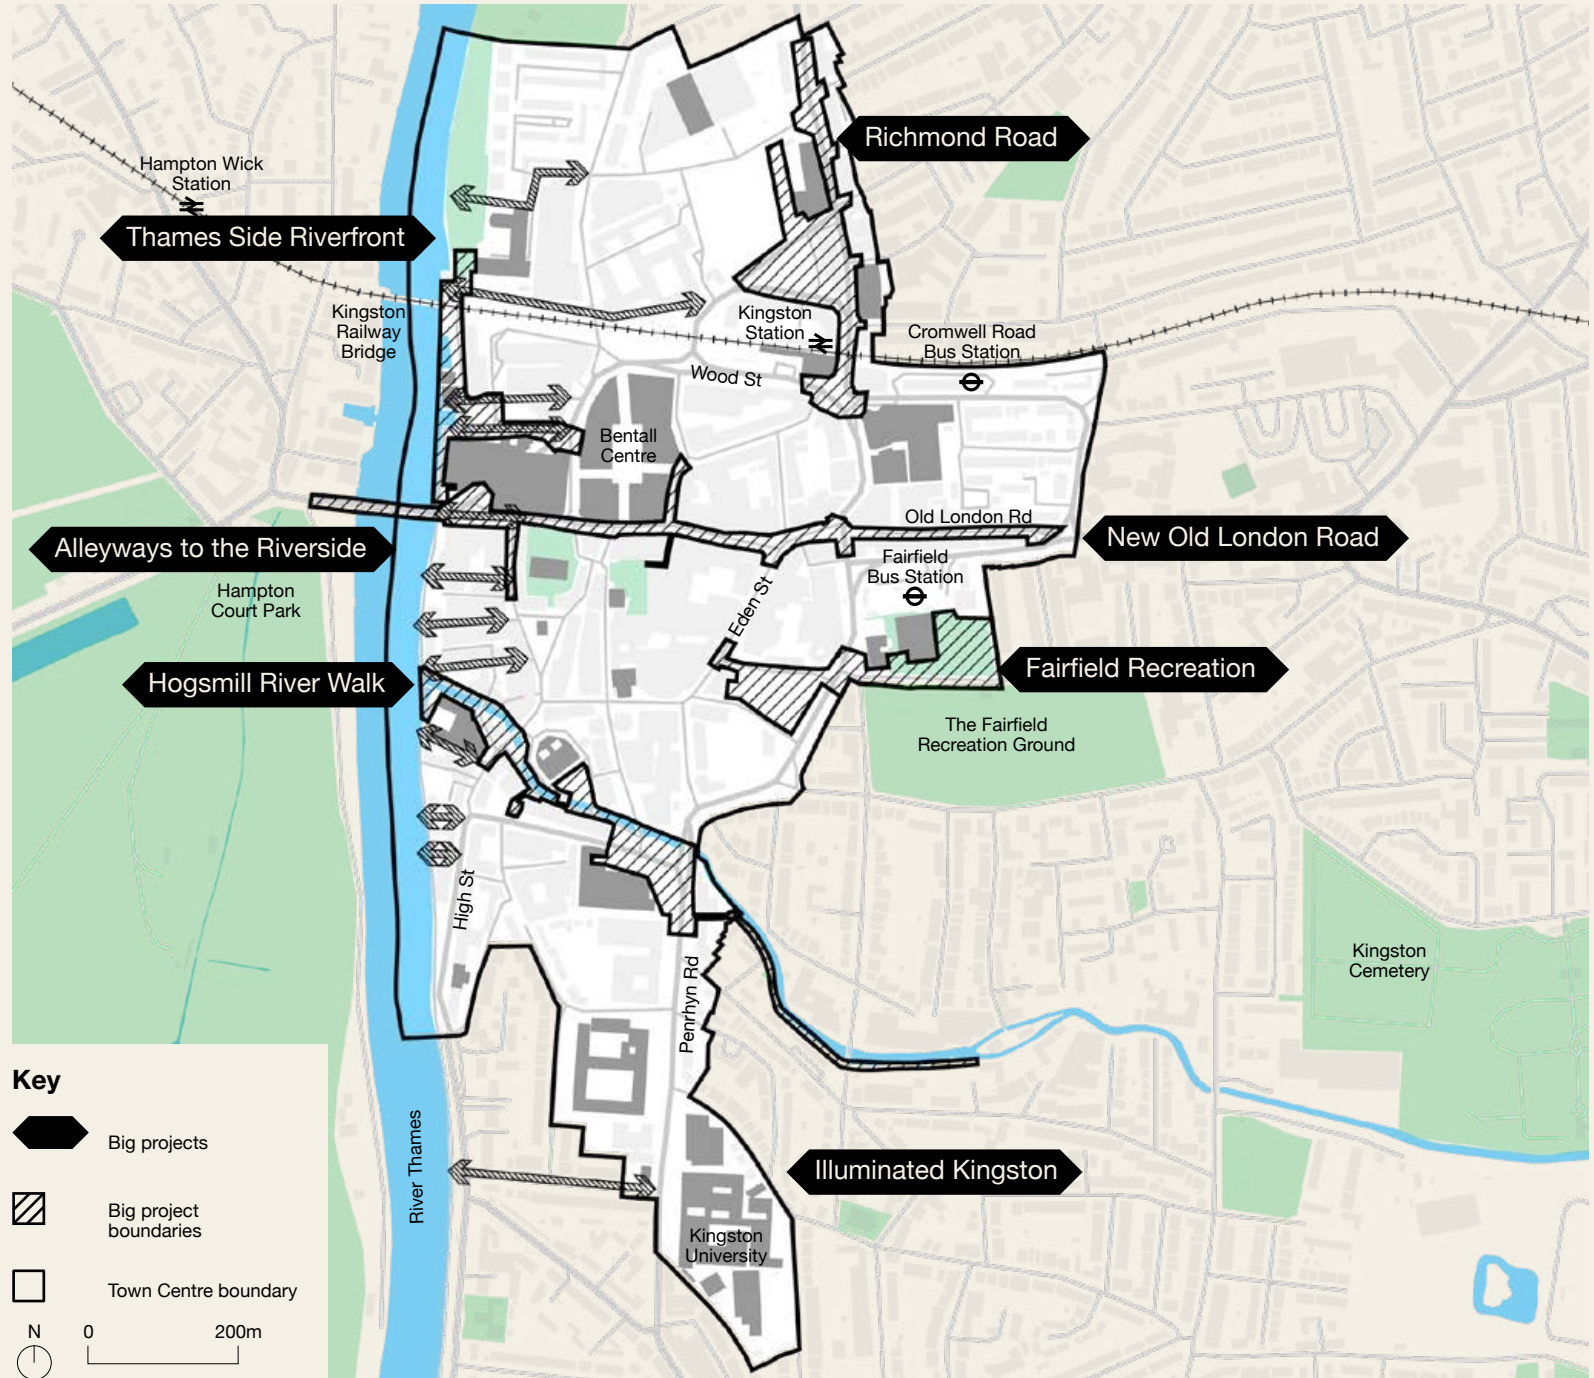 Richmond Road
Hampton Wick
Station
Thames Side Riverfront
Kingston
Railway
Bridge
Kingston
Station
Cromwell Road
Bus Station
Wood St
Bentall
Centre
Old London Rd
New Old London Road
Alleyways to the Riverside
Fairfield
Bus Station
Hampton
Court Park
Eden St
Hogsmill River Walk
Fairfield Recreation
The Fairfield
Recreation Ground
High St
Kingston
Cemetery
Penrhyn Rd
River Thames
Illuminated Kingston
Kingston
University
Key
Big projects
Big project
boundaries
Town Centre boundary
N
0
200m